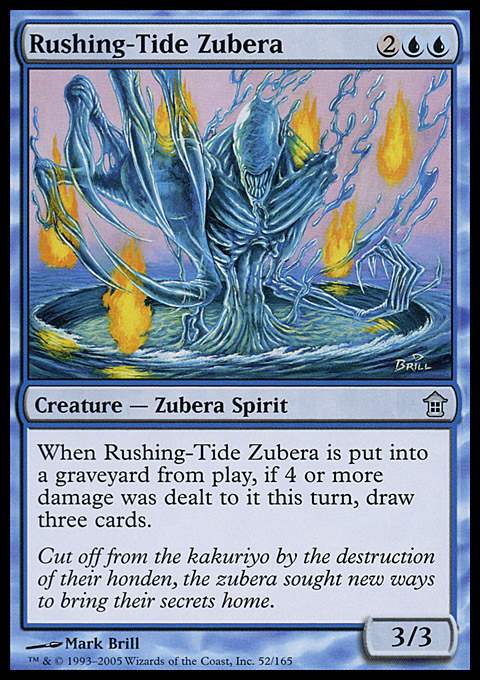 Rushing-Tide Zubera 2
BRILL
Creature — Zubera Spirit
When Rushing-Tide Zubera is put into
a graveyard from play, if 4 or more
damage was dealt to it this turn, draw
three cards.
Cut off from the kakuriyo by the destruction
of their honden, the zubera sought new ways
to bring their secrets home.
3/3
Mark Brill
™ & © 1993–2005 Wizards of the Coast, Inc. 52/165